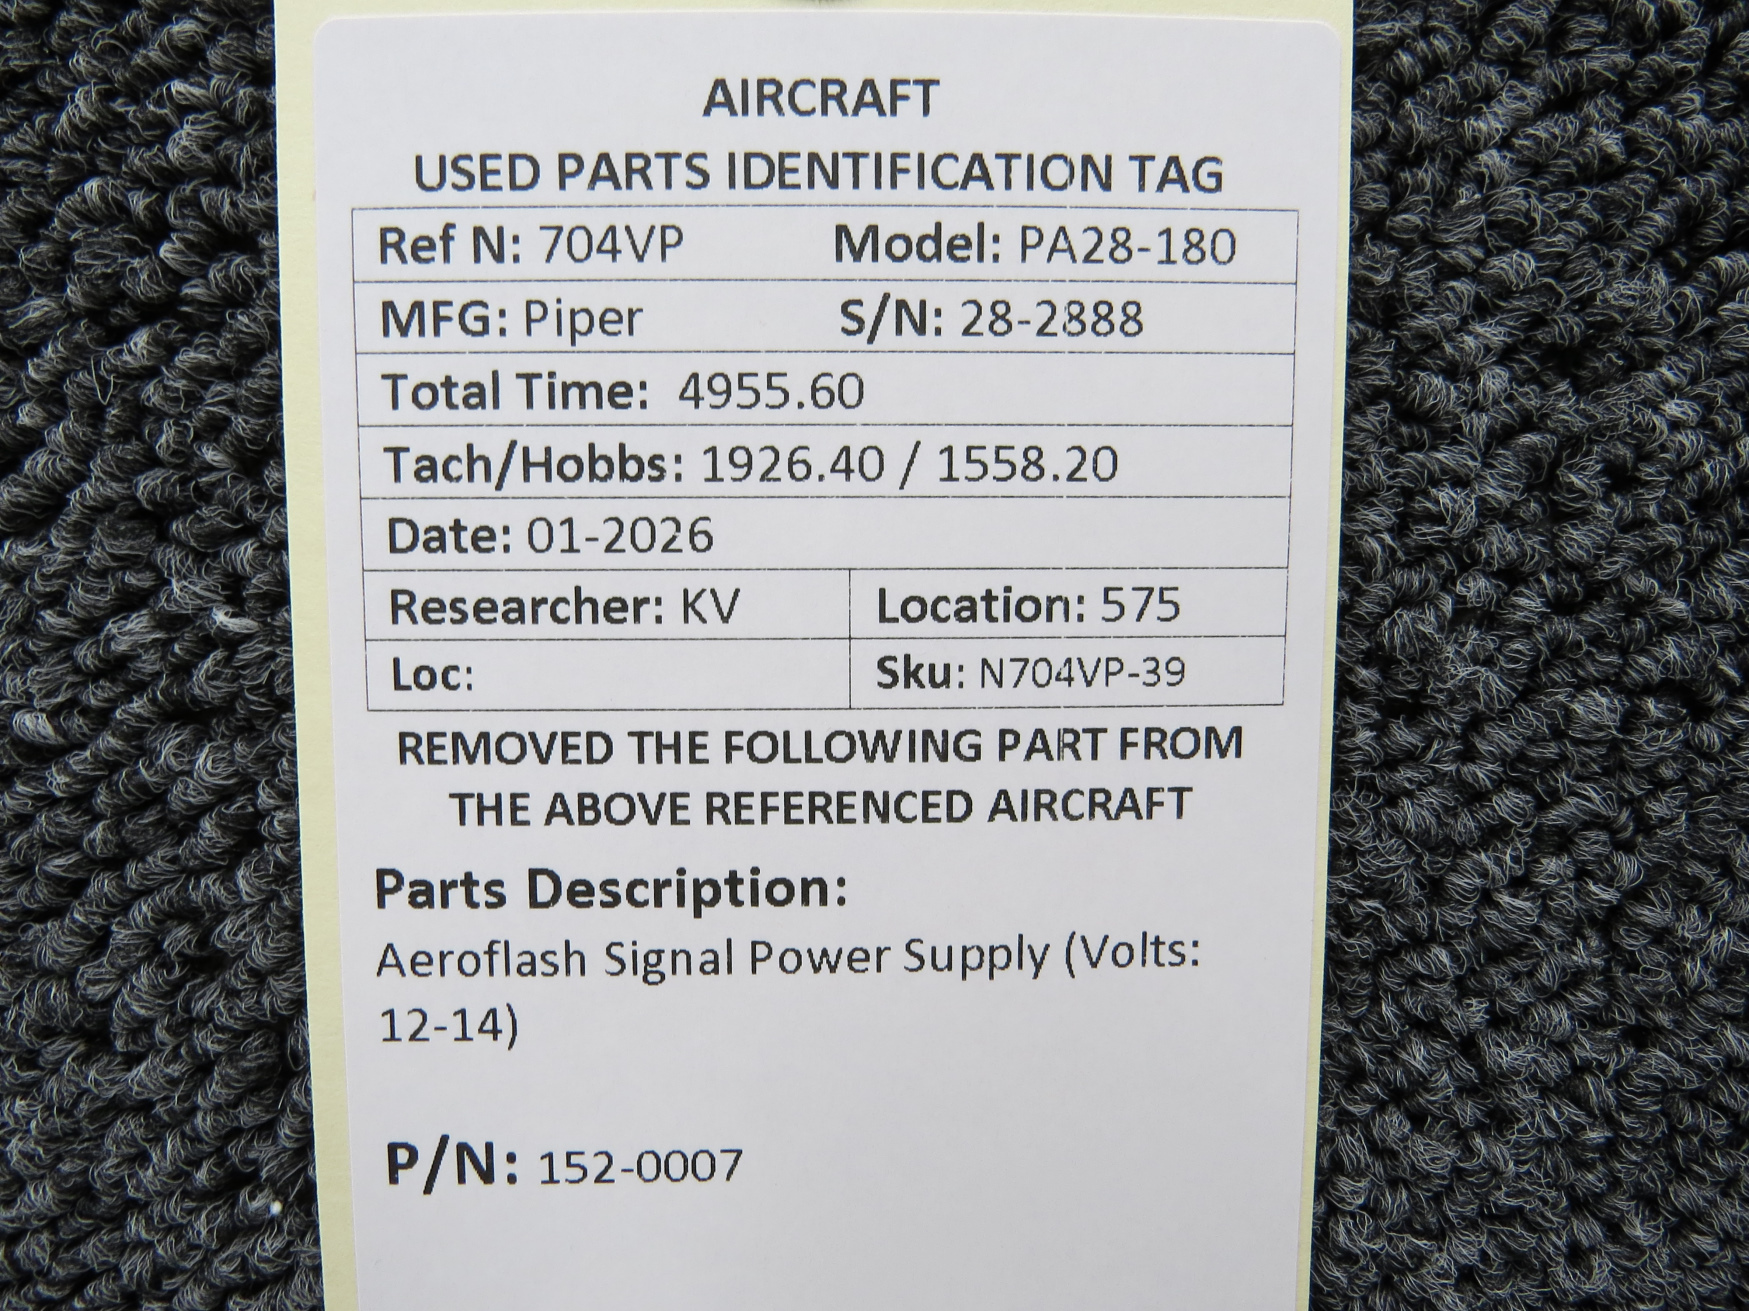 AIRCRAFT
USED PARTS IDENTIFICATION TAG
Ref N: 704VP Model: PA28-180
MFG: Piper S/N: 28-2888
Total Time: 4955.60
Tach/Hobbs: 1926.40 / 1558.20
Date: 01-2026
Researcher: KV Location: 575
Loc: Sku: N704VP-39
REMOVED THE FOLLOWING PART FROM
THE ABOVE REFERENCED AIRCRAFT
Parts Description:
Aeroflash Signal Power Supply (Volts:
12-14)
P/N: 152-0007